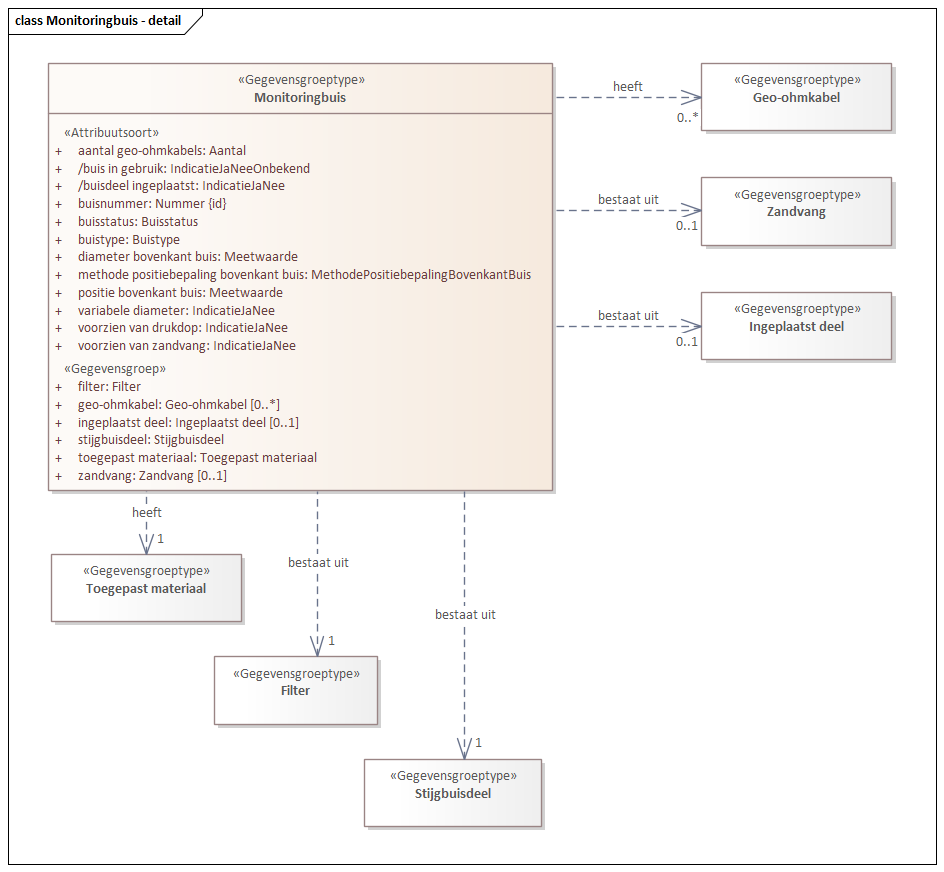 class Monitoringbuis - detail
«Gegevensgroeptype»
Monitoringbuis
«Attribuutsoort»
+ aantal geo-ohmkabels: Aantal
+ /buis in gebruik: IndicatieJaNeeOnbekend
+ /buisdeel ingeplaatst: IndicatieJaNee
+ buisnummer: Nummer {id}
+ buisstatus: Buisstatus
+ buistype: Buistype
+ diameter bovenkant buis: Meetwaarde
+ methode positiebepaling bovenkant buis: MethodePositiebepalingBovenkantBuis
+ positie bovenkant buis: Meetwaarde
+ variabele diameter: IndicatieJaNee
+ voorzien van drukdop: IndicatieJaNee
+ voorzien van zandvang: IndicatieJaNee
«Gegevensgroep»
+ filter: Filter
+ geo-ohmkabel: Geo-ohmkabel [0..*]
+ ingeplaatst deel: Ingeplaatst deel [0..1]
+ stijgbuisdeel: Stijgbuisdeel
+ toegepast materiaal: Toegepast materiaal
+ zandvang: Zandvang [0..1]
heeft
0..*
«Gegevensgroeptype»
Geo-ohmkabel
bestaat uit
0..1
«Gegevensgroeptype»
Zandvang
bestaat uit
0..1
«Gegevensgroeptype»
Ingeplaatst deel
heeft
1
«Gegevensgroeptype»
Toegepast materiaal
bestaat uit
1
«Gegevensgroeptype»
Filter
bestaat uit
1
«Gegevensgroeptype»
Stijgbuisdeel